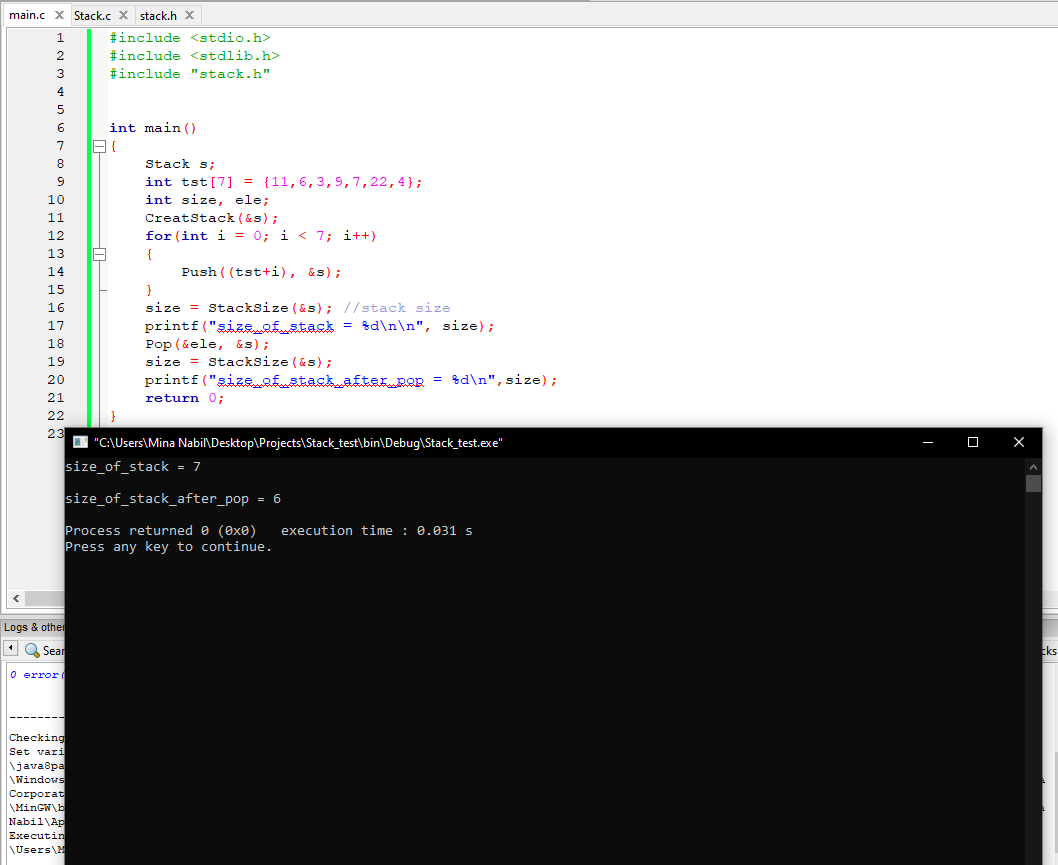 main.c
Stack.c
stack.h
1 #include <stdio.h>
2 #include <stdlib.h>
3 #include "stack.h"
4
5
6 int main()
7 {
8 Stack s;
9 int tst[7] = {11,6,3,9,7,22,4};
10 int size, ele;
11 CreatStack(&s);
12 for(int i = 0; i < 7; i++)
13 {
14 Push((tst+i), &s);
15 }
16 size = StackSize(&s); //stack size
17 printf("size_of_stack = %d\n\n", size);
18 Pop(&ele, &s);
19 size = StackSize(&s);
20 printf("size_of_stack_after_pop = %d\n",size);
21 return 0;
22 }
23
"C:\Users\Mina Nabil\Desktop\Projects\Stack_test\bin\Debug\Stack_test.exe"
size_of_stack = 7
size_of_stack_after_pop = 6
Process returned 0 (0x0) execution time : 0.031 s
Press any key to continue.
Logs & other
Sear
cks
0 error(
--------
Checking
Set vari
\java8pa
\Windows
Corporat
\MinGW\b
Nabil\Ap
Executin
\Users\M